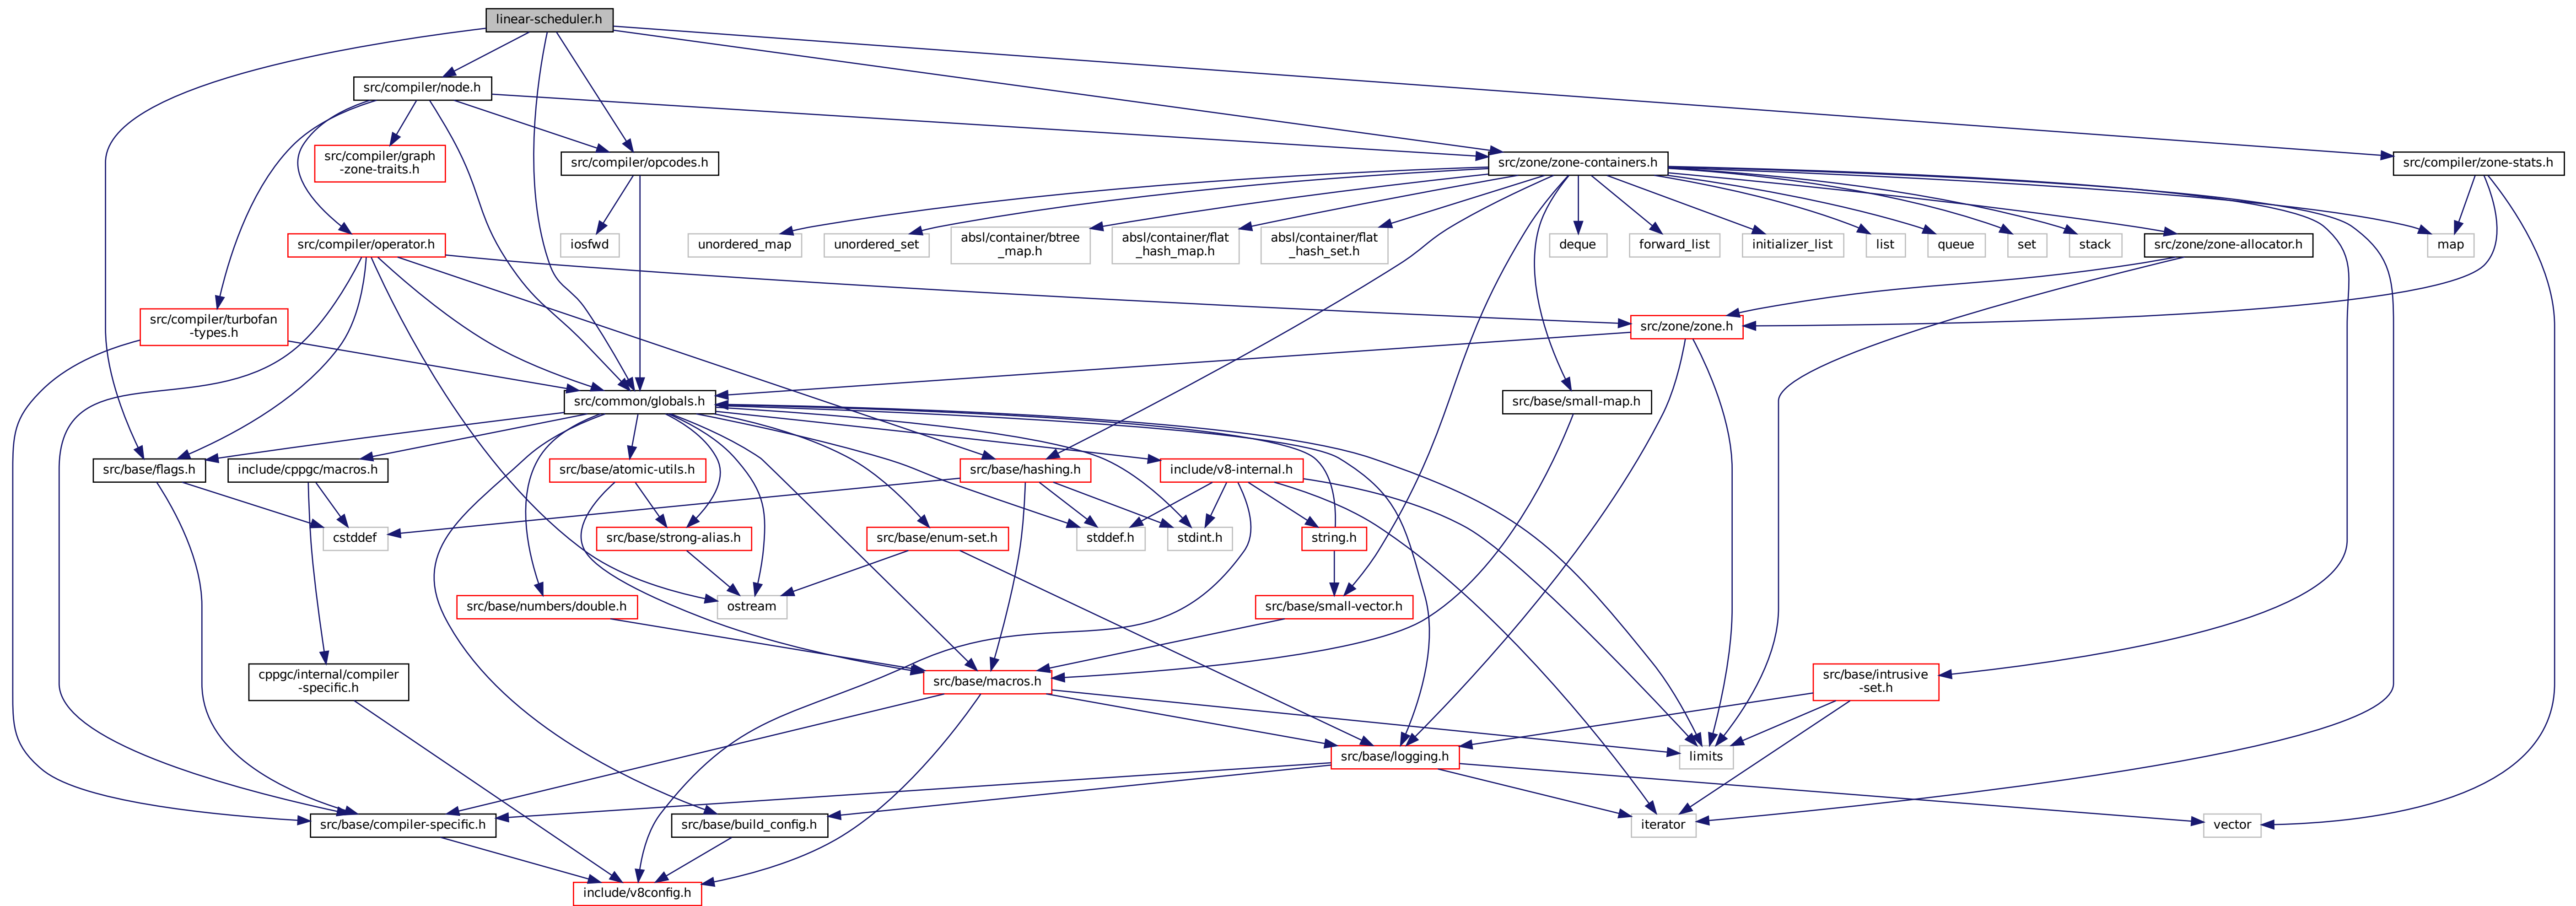 linear-scheduler.h
src/compiler/node.h
src/compiler/graph
-zone-traits.h
src/compiler/opcodes.h
src/zone/zone-containers.h
src/compiler/zone-stats.h
src/compiler/operator.h
iosfwd
unordered_map
unordered_set
absl/container/btree
_map.h
absl/container/flat
_hash_map.h
absl/container/flat
_hash_set.h
deque
forward_list
initializer_list
list
queue
set
stack
src/zone/zone-allocator.h
map
src/compiler/turbofan
-types.h
src/zone/zone.h
src/common/globals.h
src/base/small-map.h
src/base/flags.h
include/cppgc/macros.h
src/base/atomic-utils.h
src/base/hashing.h
include/v8-internal.h
cstddef
src/base/strong-alias.h
src/base/enum-set.h
stddef.h
stdint.h
string.h
src/base/numbers/double.h
ostream
src/base/small-vector.h
cppgc/internal/compiler
-specific.h
src/base/macros.h
src/base/intrusive
-set.h
src/base/logging.h
limits
src/base/compiler-specific.h
src/base/build_config.h
iterator
vector
include/v8config.h